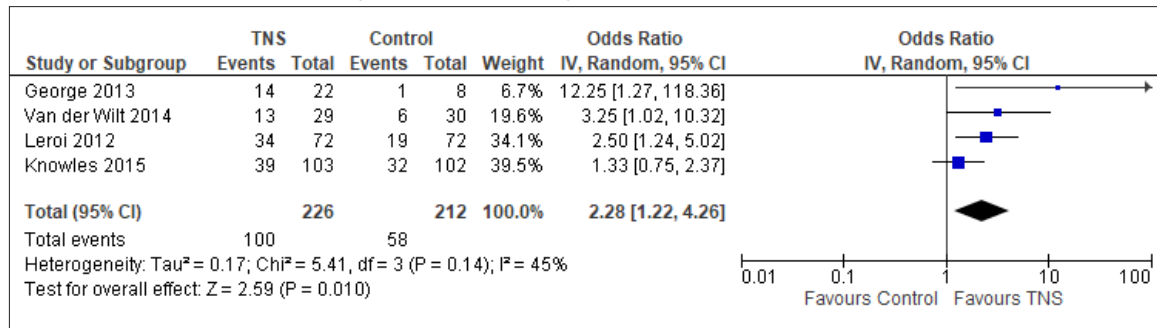 TNS Control Odds Ratio Odds Ratio
Study or Subgroup Events Total Events Total Weight IV, Random, 95% CI IV, Random, 95% CI
George 2013 14 22 1 8 6.7% 12.25 [1.27, 118.36]
Van der Wilt 2014 13 29 6 30 19.6% 3.25 [1.02, 10.32]
Leroi 2012 34 72 19 72 34.1% 2.50 [1.24, 5.02]
Knowles 2015 39 103 32 102 39.5% 1.33 [0.75, 2.37]
Total (95% CI) 226 212 100.0% 2.28 [1.22, 4.26]
Total events 100 58
Heterogeneity: Tau² = 0.17; Chi² = 5.41, df = 3 (P = 0.14); I² = 45%
Test for overall effect: Z = 2.59 (P = 0.010)
0.01 0.1 1 10 100
Favours Control Favours TNS